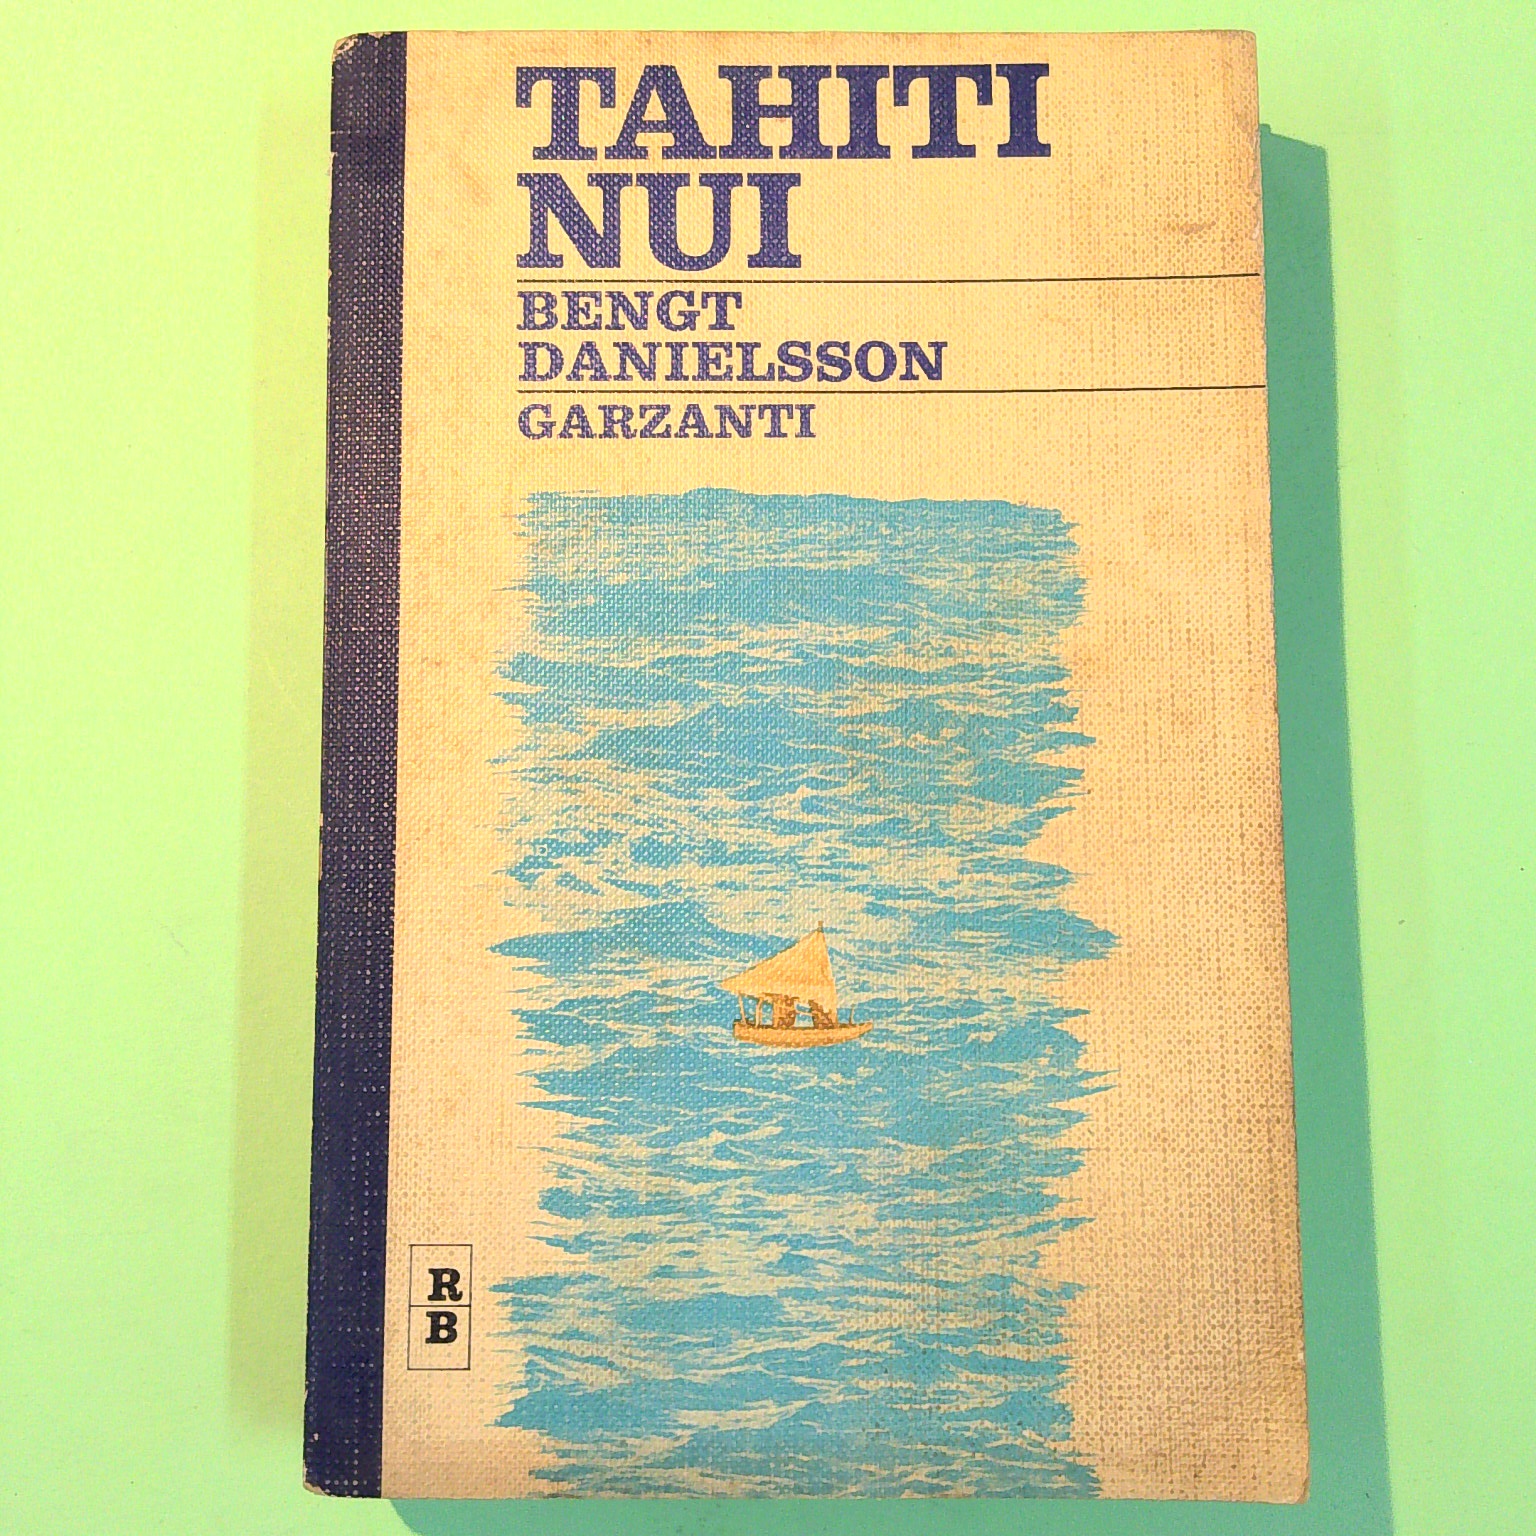 TAHITI
NUI
BENGT
DANIELSSON
GARZANTI
R
B